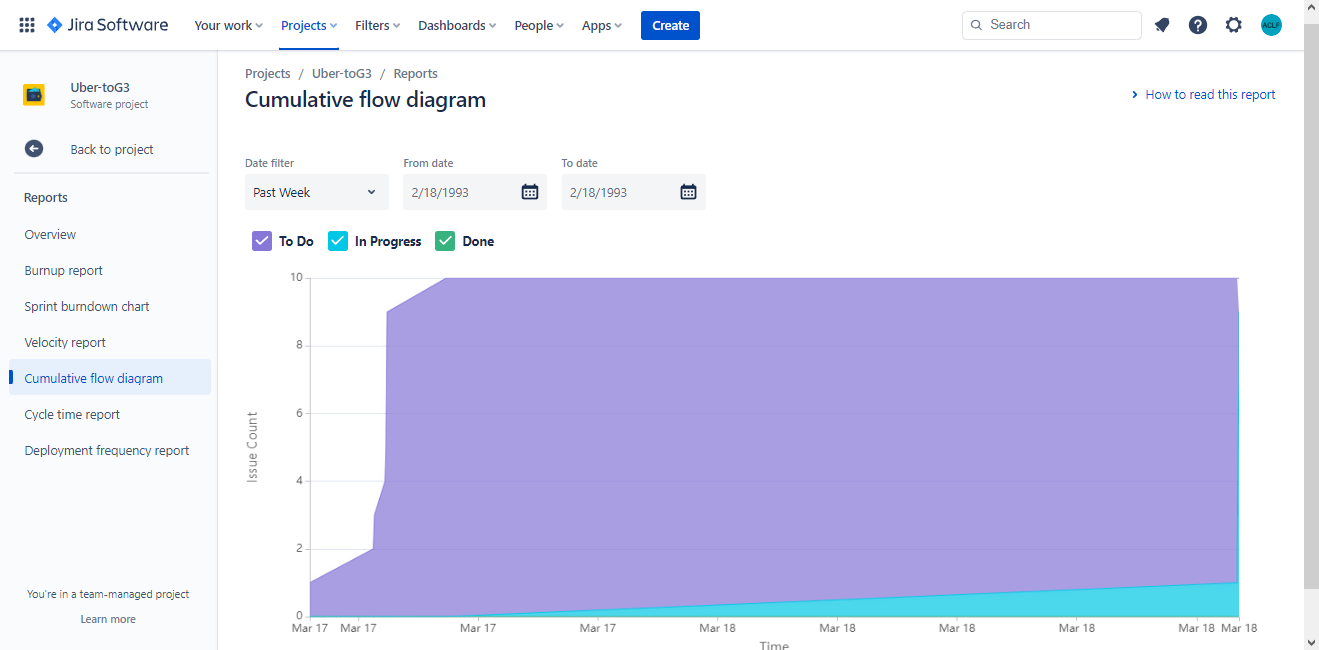 Jira Software Your work Projects Filters Dashboards People Apps Create Search ACLF
Uber-toG3
Software project
Back to project
Reports
Overview
Burnup report
Sprint burndown chart
Velocity report
Cumulative flow diagram
Cycle time report
Deployment frequency report
You're in a team-managed project
Learn more
Projects / Uber-toG3 / Reports
Cumulative flow diagram
How to read this report
Date filter From date To date
Past Week 2/18/1993 2/18/1993
To Do In Progress Done
10
8
6
4
2
0
Issue Count
Mar 17 Mar 17 Mar 17 Mar 17 Mar 18 Mar 18 Mar 18 Mar 18 Mar 18 Mar 18
Time